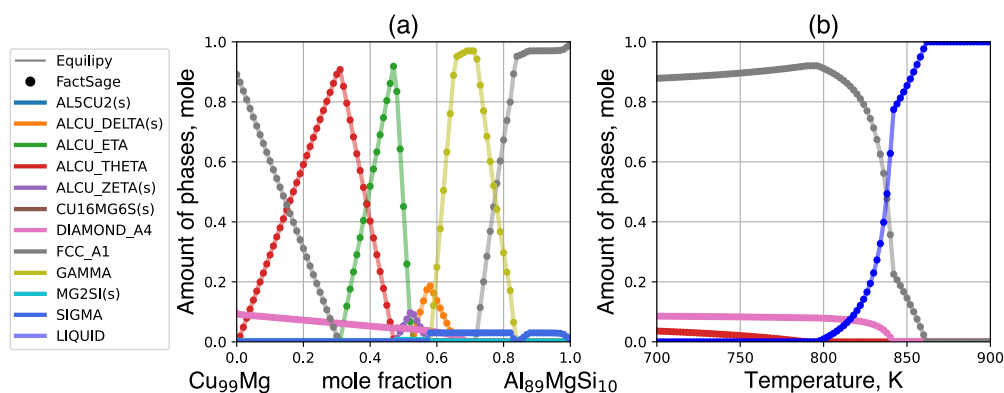 Equilipy
FactSage
AL5CU2(s)
ALCU_DELTA(s)
ALCU_ETA
ALCU_THETA
ALCU_ZETA(s)
CU16MG6S(s)
DIAMOND_A4
FCC_A1
GAMMA
MG2SI(s)
SIGMA
LIQUID
(a)
Amount of phases, mole
1.0
0.8
0.6
0.4
0.2
0.0
0.0 0.2 0.4 0.6 0.8 1.0
Cu₉₉Mg mole fraction Al₈₉MgSi₁₀
(b)
Amount of phases, mole
1.0
0.8
0.6
0.4
0.2
0.0
700 750 800 850 900
Temperature, K